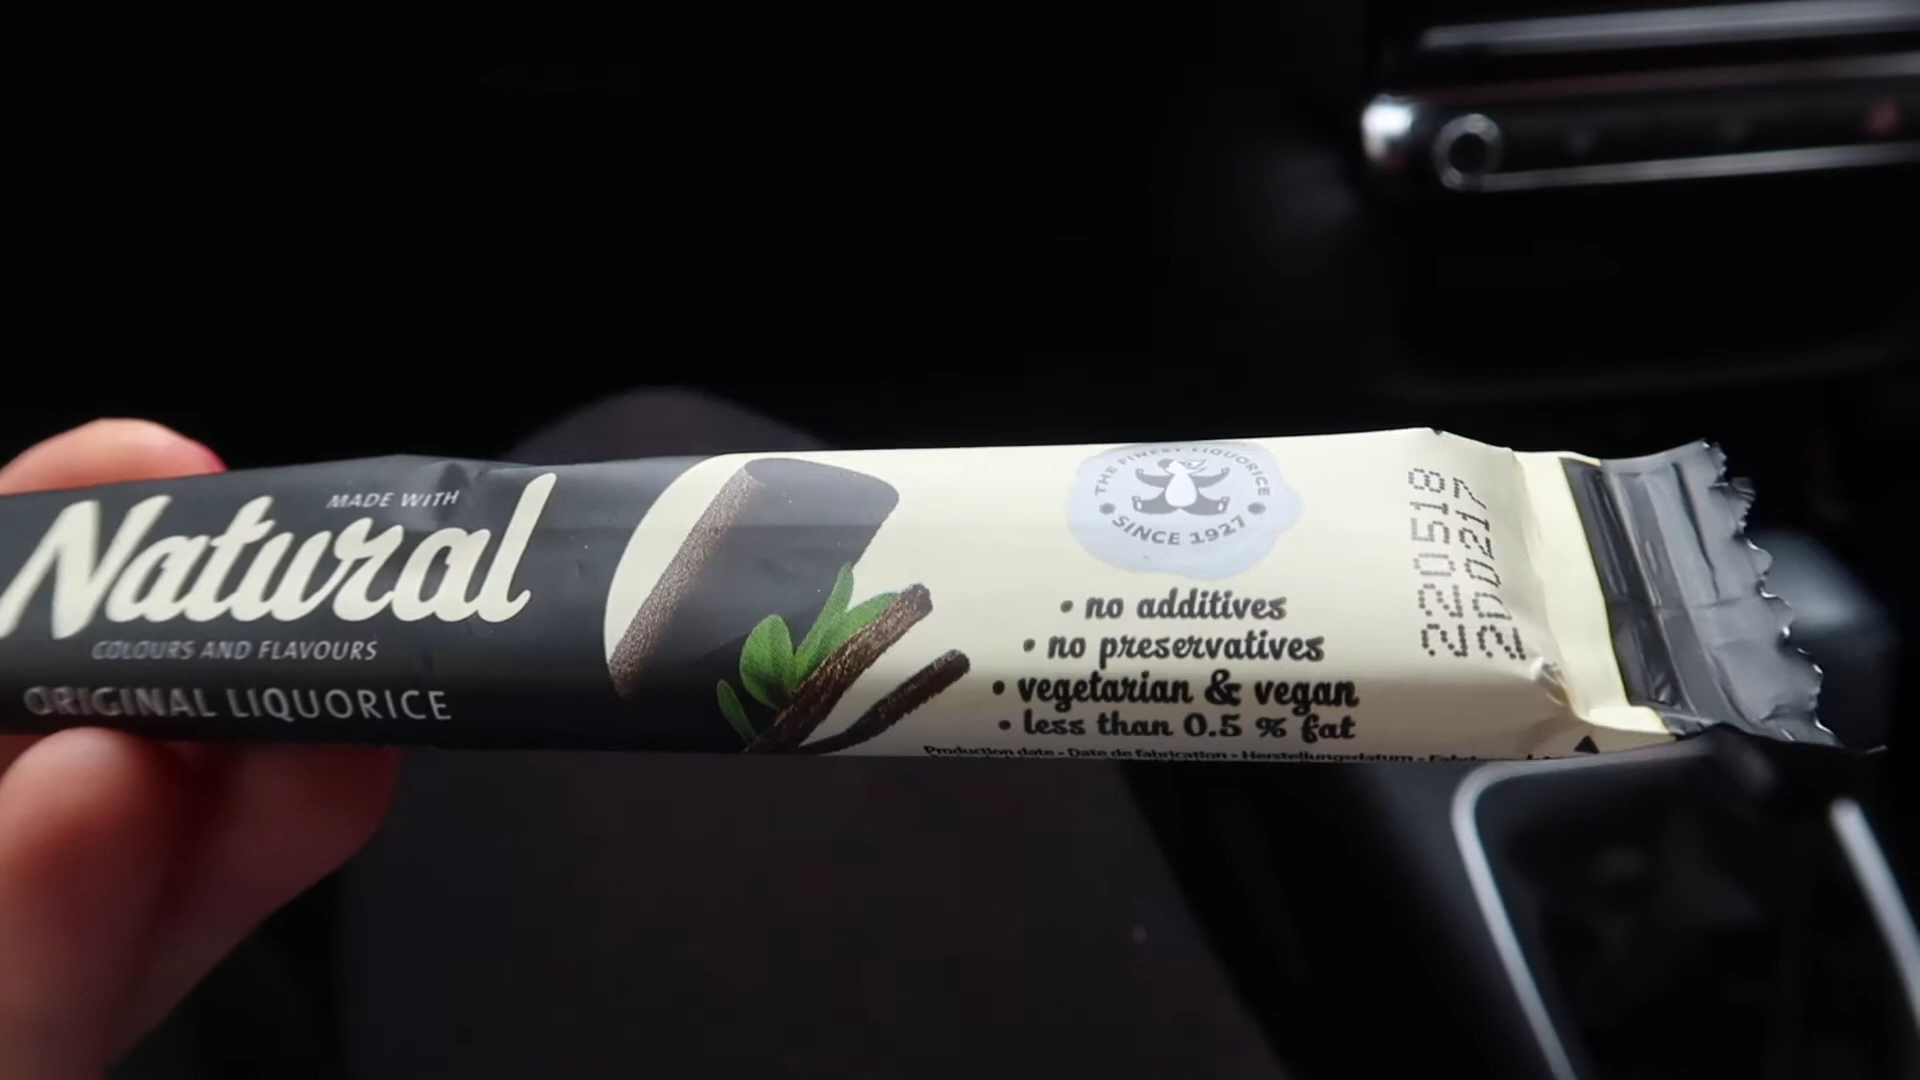 MADE WITH
Natural
COLOURS AND FLAVOURS
ORIGINAL LIQUORICE
THE FINEST LIQUORICE
SINCE 1927
• no additives
• no preservatives
• vegetarian & vegan
• less than 0.5 % fat
Production date - Date de fabrication - Herstellungsdatum -
220518